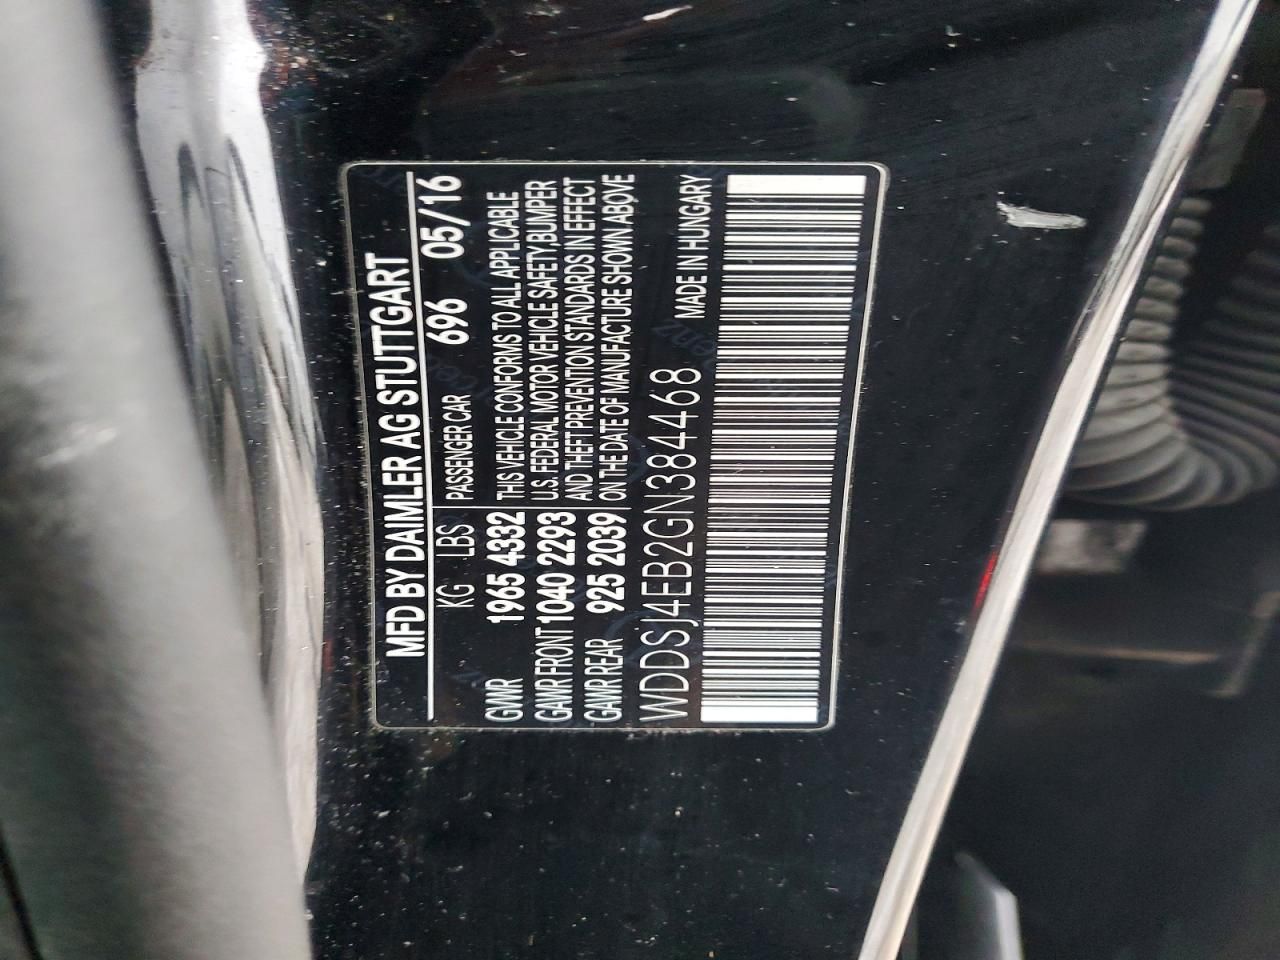 MFD BY DAIMLER AG STUTTGART
KG LBS PASSENGER CAR 696 05/16
GVWR 1965 4332 THIS VEHICLE CONFORMS TO ALL APPLICABLE
GAWR FRONT 1040 2293 U.S. FEDERAL MOTOR VEHICLE SAFETY,BUMPER
GAWR REAR 925 2039 AND THEFT PREVENTION STANDARDS IN EFFECT
ON THE DATE OF MANUFACTURE SHOWN ABOVE
WDDSJ4EB2GN384468 MADE IN HUNGARY